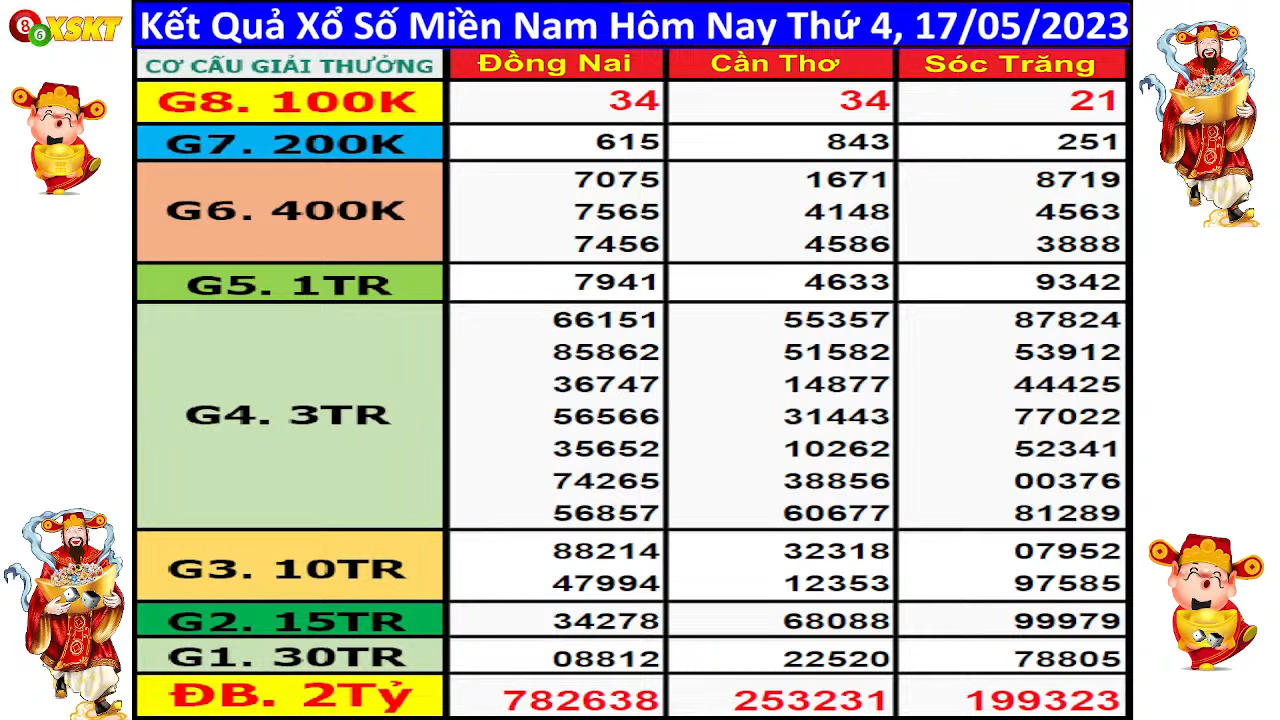 8 6 XSKT
Kết Quả Xổ Số Miền Nam Hôm Nay Thứ 4, 17/05/2023
CƠ CẤU GIẢI THƯỞNG Đồng Nai Cần Thơ Sóc Trăng
G8. 100K 34 34 21
G7. 200K 615 843 251
7075 1671 8719
G6. 400K 7565 4148 4563
7456 4586 3888
G5. 1TR 7941 4633 9342
66151 55357 87824
85862 51582 53912
36747 14877 44425
G4. 3TR 56566 31443 77022
35652 10262 52341
74265 38856 00376
56857 60677 81289
88214 32318 07952
G3. 10TR 47994 12353 97585
G2. 15TR 34278 68088 99979
G1. 30TR 08812 22520 78805
ĐB. 2Tỷ 782638 253231 199323